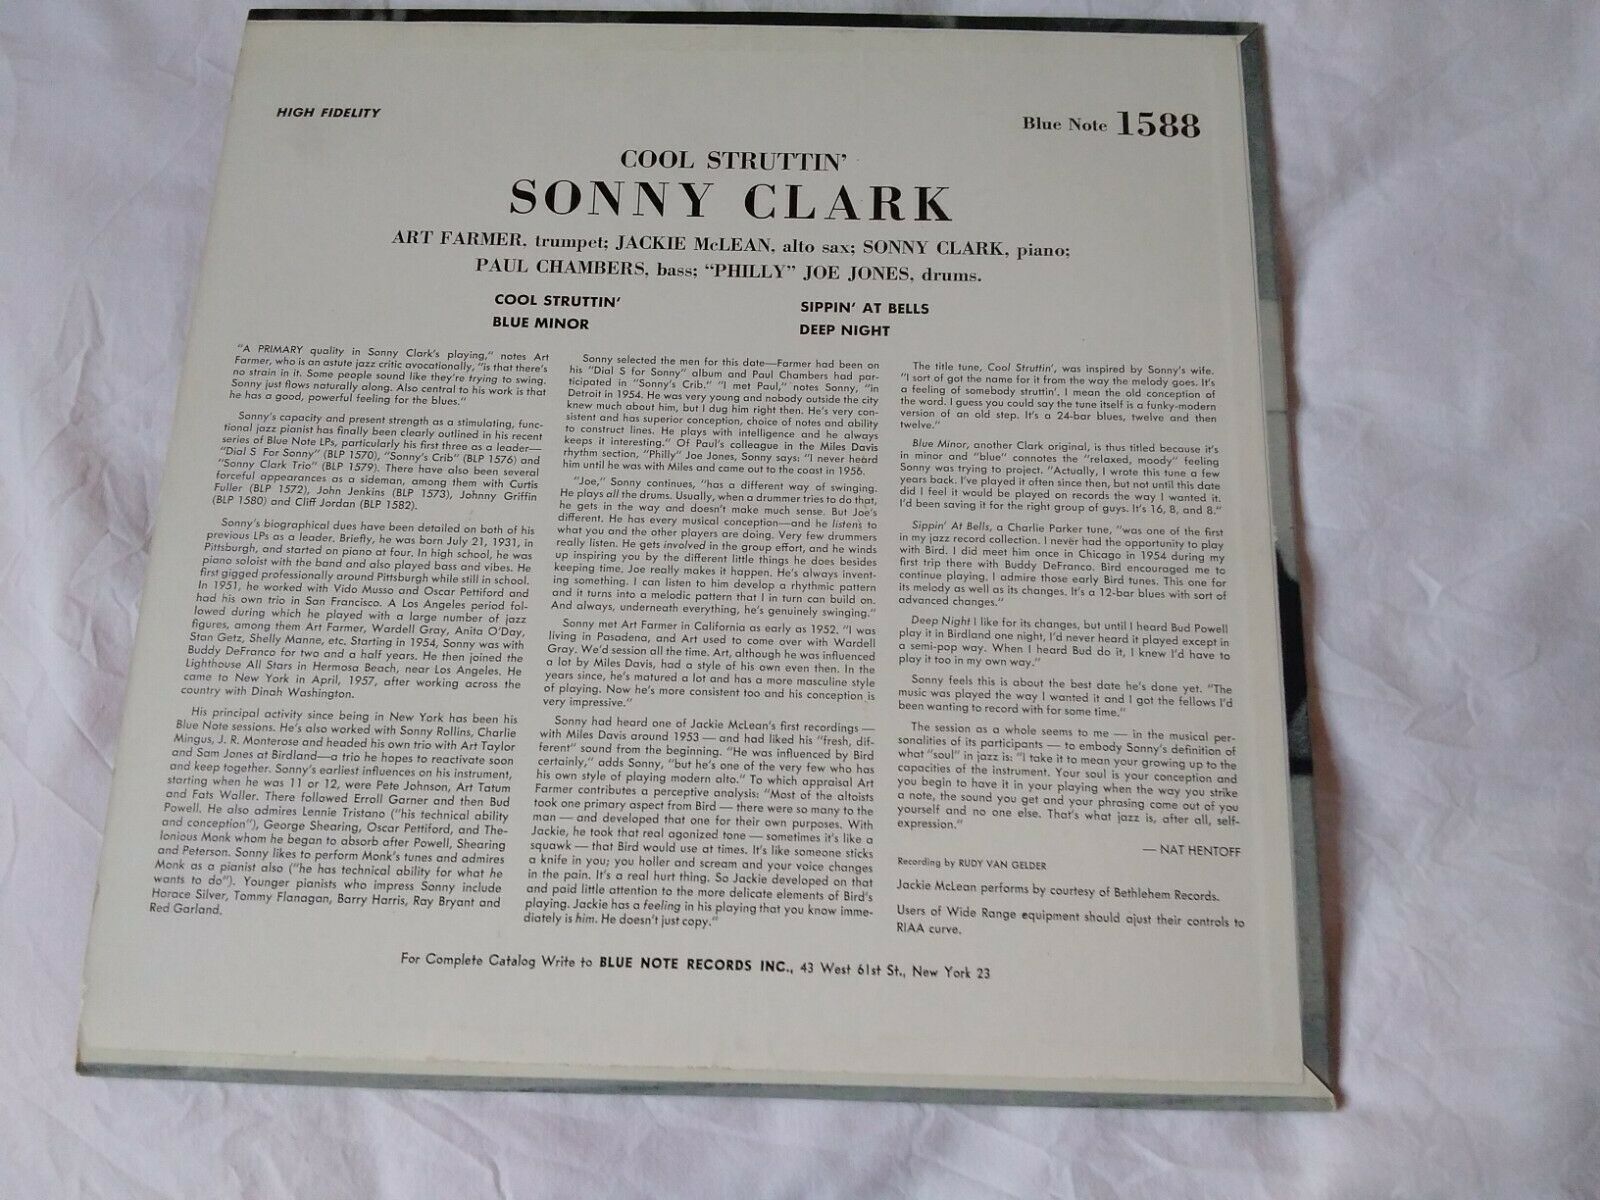 HIGH FIDELITY
Blue Note 1588
COOL STRUTTIN'
SONNY CLARK
ART FARMER, trumpet; JACKIE McLEAN, alto sax; SONNY CLARK, piano;
PAUL CHAMBERS, bass; "PHILLY" JOE JONES, drums.
COOL STRUTTIN'
BLUE MINOR
SIPPIN' AT BELLS
DEEP NIGHT
"A PRIMARY quality in Sonny Clark's playing," notes Art
Farmer, who is an astute jazz critic avocationally, "is that there's
no strain in it. Some people sound like they're trying to swing.
Sonny just flows naturally along. Also central to his work is that
he has a good, powerful feeling for the blues."
Sonny's capacity and present strength as a stimulating, func-
tional jazz pianist has finally been clearly outlined in his recent
series of Blue Note LPs, particularly his first three as a leader—
"Dial S For Sonny" (BLP 1570), "Sonny's Crib" (BLP 1576) and
"Sonny Clark Trio" (BLP 1579). There have also been several
forceful appearances as a sideman, among them with Curtis
Fuller (BLP 1572), John Jenkins (BLP 1573), Johnny Griffin
(BLP 1580) and Cliff Jordan (BLP 1582).
Sonny's biographical dues have been detailed on both of his
previous LPs as a leader. Briefly, he was born July 21, 1931, in
Pittsburgh, and started on piano at four. In high school, he was
piano soloist with the band and also played bass and vibes. He
first gigged professionally around Pittsburgh while still in school.
In 1951, he worked with Vido Musso and Oscar Pettiford and
had his own trio in San Francisco. A Los Angeles period fol-
lowed during which he played with a large number of jazz
figures, among them Art Farmer, Wardell Gray, Anita O'Day,
Stan Getz, Shelly Manne, etc. Starting in 1954, Sonny was with
Buddy DeFranco for two and a half years. He then joined the
Lighthouse All Stars in Hermosa Beach, near Los Angeles. He
came to New York in April, 1957, after working across the
country with Dinah Washington.
His principal activity since being in New York has been his
Blue Note sessions. He's also worked with Sonny Rollins, Charlie
Mingus, J. R. Monterose and headed his own trio with Art Taylor
and Sam Jones at Birdland—a trio he hopes to reactivate soon
and keep together. Sonny's earliest influences on his instrument,
starting when he was 11 or 12, were Pete Johnson, Art Tatum
and Fats Waller. There followed Erroll Garner and then Bud
Powell. He also admires Lennie Tristano ("his technical ability
and conception"), George Shearing, Oscar Pettiford, and The-
lonious Monk whom he began to absorb after Powell, Shearing
and Peterson. Sonny likes to perform Monk's tunes and admires
Monk as a pianist also ("he has technical ability for what he
wants to do"). Younger pianists who impress Sonny include
Horace Silver, Tommy Flanagan, Barry Harris, Ray Bryant and
Red Garland.
Sonny selected the men for this date—Farmer had been on
his "Dial S for Sonny" album and Paul Chambers had par-
ticipated in "Sonny's Crib." "I met Paul," notes Sonny, "in
Detroit in 1954. He was very young and nobody outside the city
knew much about him, but I dug him right then. He's very con-
sistent and has superior conception, choice of notes and ability
to construct lines. He plays with intelligence and he always
keeps it interesting." Of Paul's colleague in the Miles Davis
rhythm section, "Philly" Joe Jones, Sonny says: "I never heard
him until he was with Miles and came out to the coast in 1956.
"Joe," Sonny continues, "has a different way of swinging.
He plays all the drums. Usually, when a drummer tries to do that,
he gets in the way and doesn't make much sense. But Joe's
different. He has every musical conception—and he listens to
what you and the other players are doing. Very few drummers
really listen. He gets involved in the group effort, and he winds
up inspiring you by the different little things he does besides
keeping time. Joe really makes it happen. He's always invent-
ing something. I can listen to him develop a rhythmic pattern
and it turns into a melodic pattern that I in turn can build on.
And always, underneath everything, he's genuinely swinging."
Sonny met Art Farmer in California as early as 1952. "I was
living in Pasadena, and Art used to come over with Wardell
Gray. We'd session all the time. Art, although he was influenced
a lot by Miles Davis, had a style of his own even then. In the
years since, he's matured a lot and has a more masculine style
of playing. Now he's more consistent too and his conception is
very impressive."
Sonny had heard one of Jackie McLean's first recordings —
with Miles Davis around 1953 — and had liked his "fresh, dif-
ferent" sound from the beginning. "He was influenced by Bird
certainly," adds Sonny, "but he's one of the very few who has
his own style of playing modern alto." To which appraisal Art
Farmer contributes a perceptive analysis: "Most of the altoists
took one primary aspect from Bird — there were so many to the
man — and developed that one for their own purposes. With
Jackie, he took that real agonized tone — sometimes it's like a
squawk — that Bird would use at times. It's like someone sticks
a knife in you; you holler and scream and your voice changes
in the pain. It's a real hurt thing. So Jackie developed on that
and paid little attention to the more delicate elements of Bird's
playing. Jackie has a feeling in his playing that you know imme-
diately is him. He doesn't just copy."
The title tune, Cool Struttin', was inspired by Sonny's wife.
"I sort of got the name for it from the way the melody goes. It's
a feeling of somebody struttin'. I mean the old conception of
the word. I guess you could say the tune itself is a funky-modern
version of an old step. It's a 24-bar blues, twelve and then
twelve."
Blue Minor, another Clark original, is thus titled because it's
in minor and "blue" connotes the "relaxed, moody" feeling
Sonny was trying to project. "Actually, I wrote this tune a few
years back. I've played it often since then, but not until this date
did I feel it would be played on records the way I wanted it.
I'd been saving it for the right group of guys. It's 16, 8, and 8."
Sippin' At Bells, a Charlie Parker tune, "was one of the first
in my jazz record collection. I never had the opportunity to play
with Bird. I did meet him once in Chicago in 1954 during my
first trip there with Buddy DeFranco. Bird encouraged me to
continue playing. I admire those early Bird tunes. This one for
its melody as well as its changes. It's a 12-bar blues with sort of
advanced changes."
Deep Night I like for its changes, but until I heard Bud Powell
play it in Birdland one night, I'd never heard it played except in
a semi-pop way. When I heard Bud do it, I knew I'd have to
play it too in my own way."
Sonny feels this is about the best date he's done yet. "The
music was played the way I wanted it and I got the fellows I'd
been wanting to record with for some time."
The session as a whole seems to me — in the musical per-
sonalities of its participants — to embody Sonny's definition of
what "soul" in jazz is: "I take it to mean your growing up to the
capacities of the instrument. Your soul is your conception and
you begin to have it in your playing when the way you strike
a note, the sound you get and your phrasing come out of you
yourself and no one else. That's what jazz is, after all, self-
expression."
— NAT HENTOFF
Recording by RUDY VAN GELDER
Jackie McLean performs by courtesy of Bethlehem Records.
Users of Wide Range equipment should ajust their controls to
RIAA curve.
For Complete Catalog Write to BLUE NOTE RECORDS INC., 43 West 61st St., New York 23